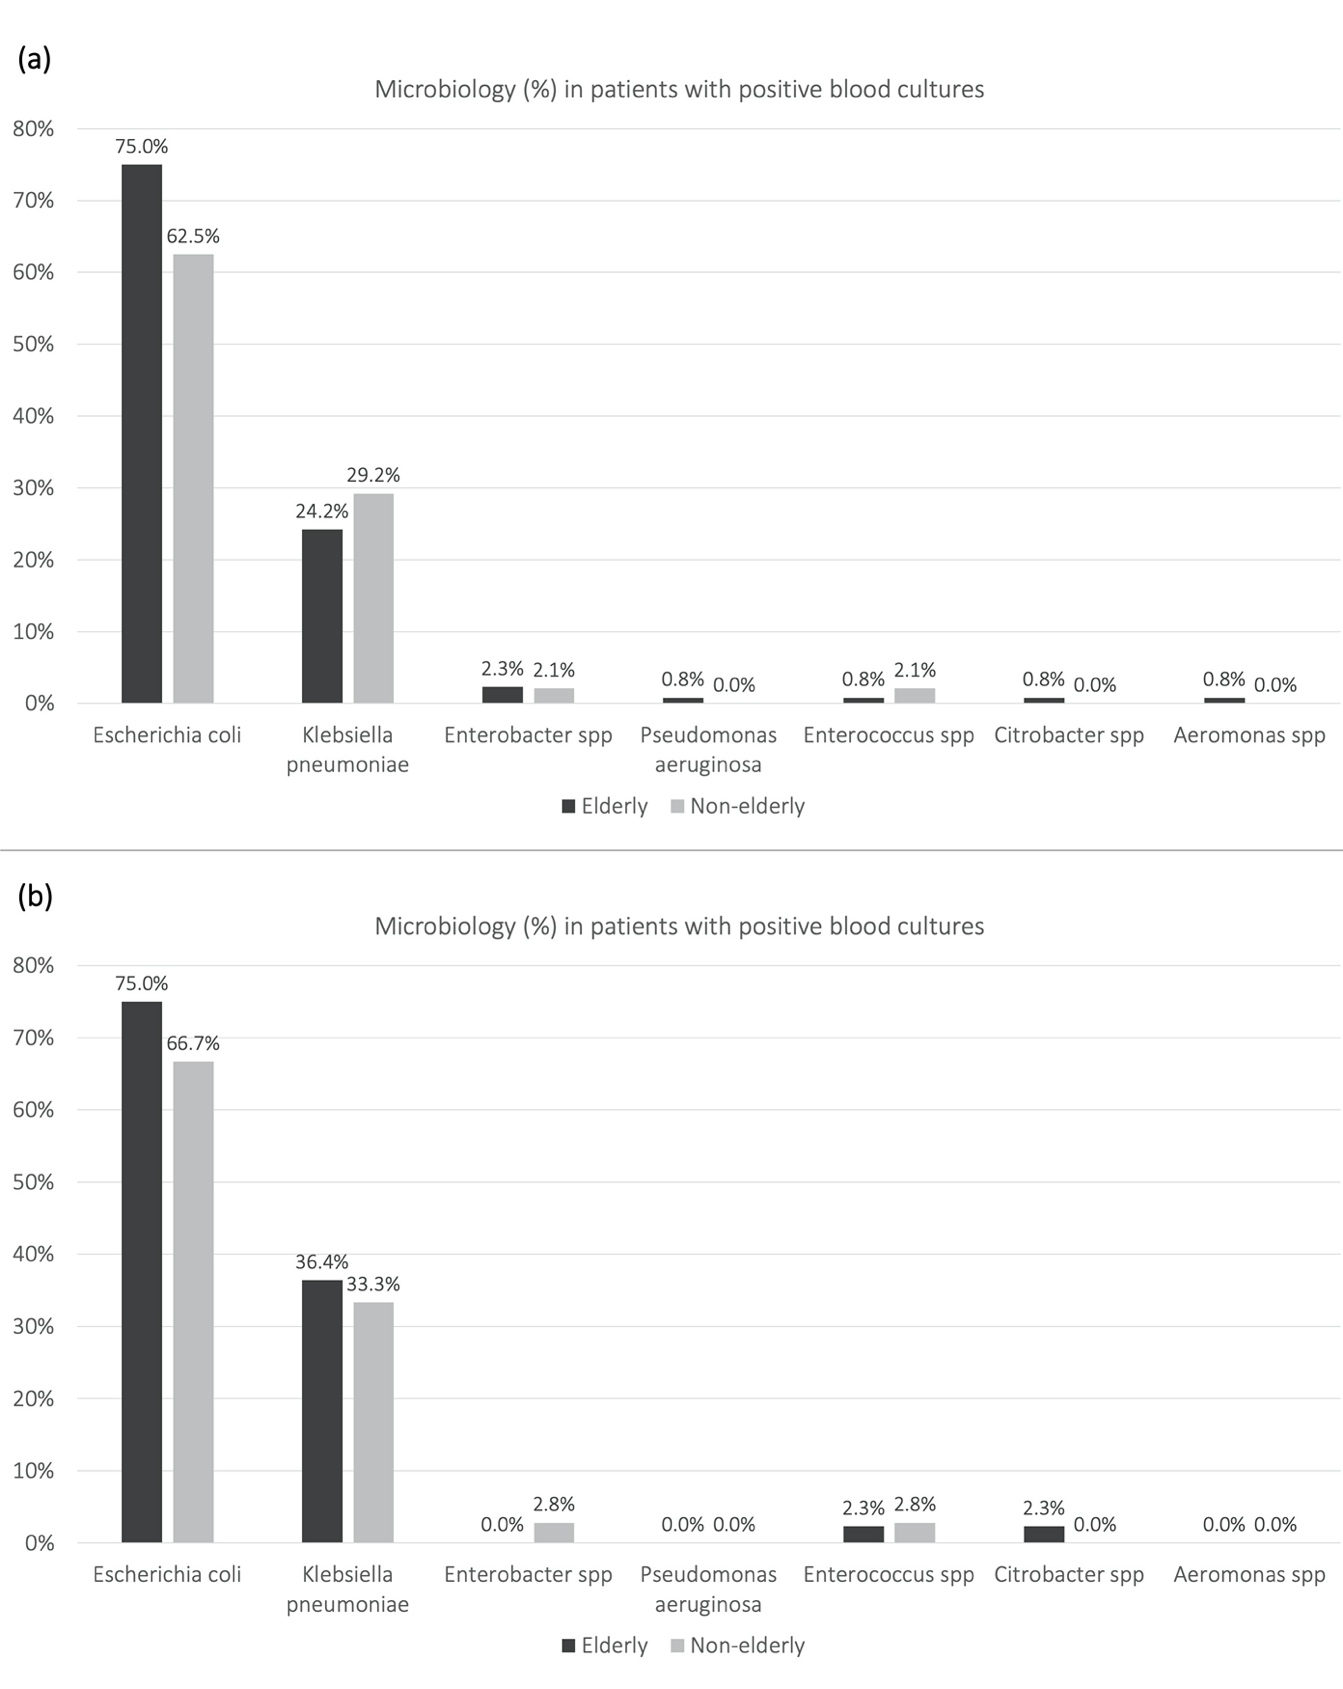 (a)
Microbiology (%) in patients with positive blood cultures
80%
70%
60%
50%
40%
30%
20%
10%
0%
75.0%
62.5%
24.2%
29.2%
2.3%
2.1%
0.8%
0.0%
0.8%
2.1%
0.8%
0.0%
0.8%
0.0%
Escherichia coli
Klebsiella
pneumoniae
Enterobacter spp
Pseudomonas
aeruginosa
Enterococcus spp
Citrobacter spp
Aeromonas spp
Elderly
Non-elderly
(b)
Microbiology (%) in patients with positive blood cultures
80%
70%
60%
50%
40%
30%
20%
10%
0%
75.0%
66.7%
36.4%
33.3%
0.0%
2.8%
0.0%
0.0%
2.3%
2.8%
2.3%
0.0%
0.0%
0.0%
Escherichia coli
Klebsiella
pneumoniae
Enterobacter spp
Pseudomonas
aeruginosa
Enterococcus spp
Citrobacter spp
Aeromonas spp
Elderly
Non-elderly